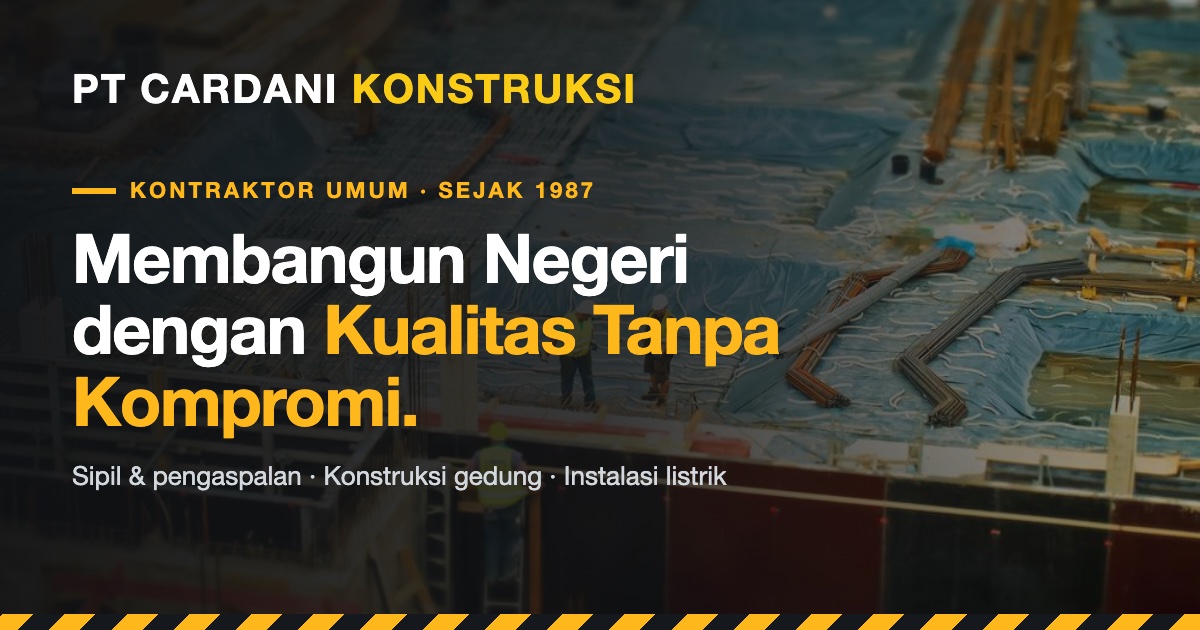 PT CARDANI KONSTRUKSI
KONTRAKTOR UMUM · SEJAK 1987
Membangun Negeri
dengan Kualitas Tanpa
Kompromi.
Sipil & pengaspalan · Konstruksi gedung · Instalasi listrik